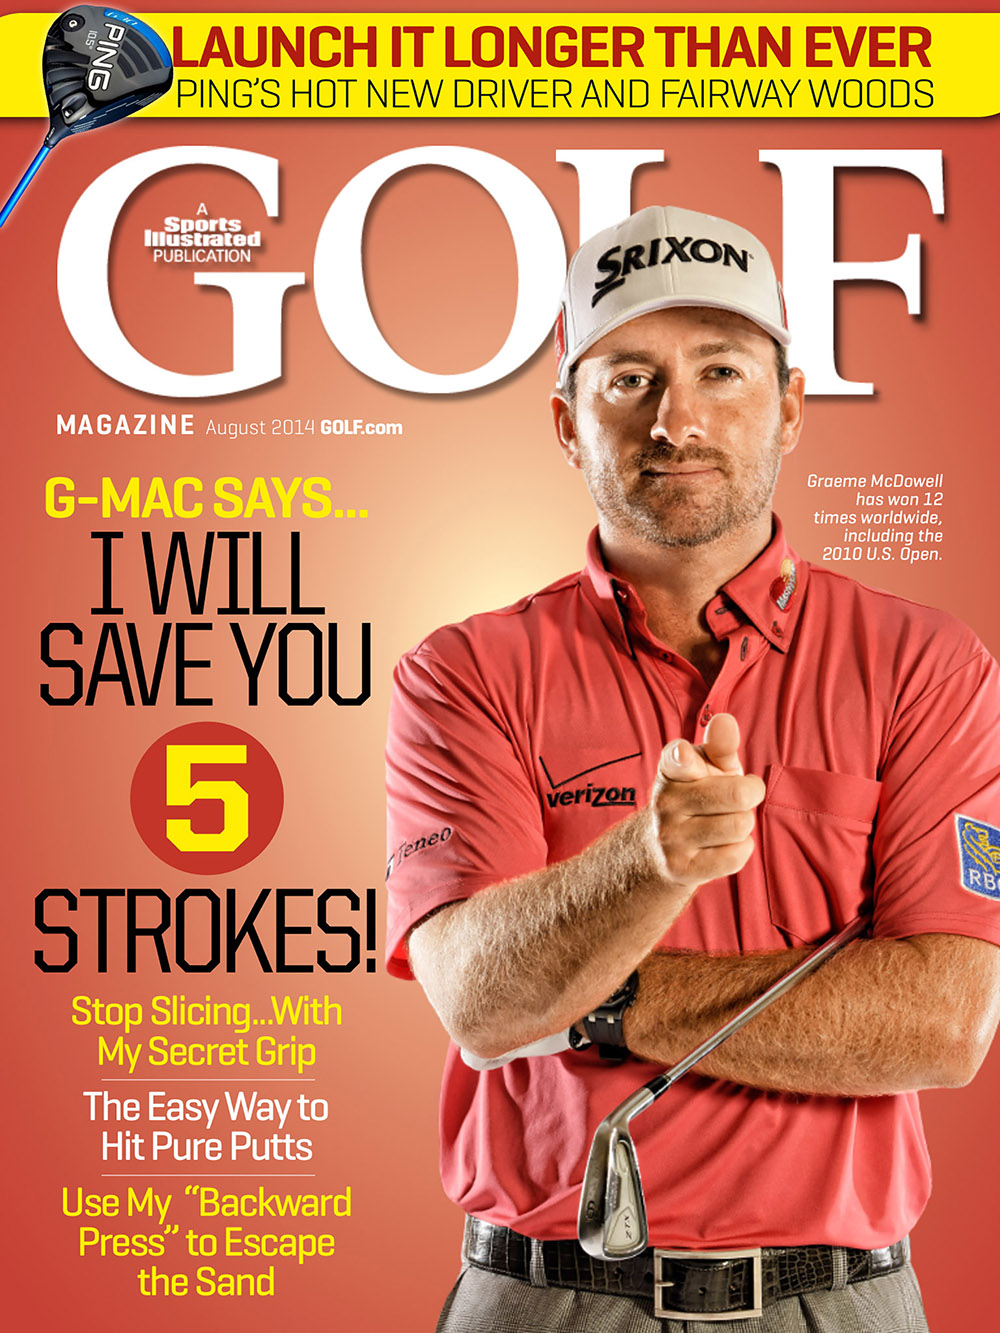 LAUNCH IT LONGER THAN EVER
PING'S HOT NEW DRIVER AND FAIRWAY WOODS
PING
10.5°
GOLF
A
Sports
Illustrated
PUBLICATION
SRIXON
MAGAZINE August 2014 GOLF.com
G-MAC SAYS...
I WILL
SAVE YOU
5
STROKES!
Graeme McDowell
has won 12
times worldwide,
including the
2010 U.S. Open.
MasterCard
verizon
Teneo
RBC
Stop Slicing...With
My Secret Grip
The Easy Way to
Hit Pure Putts
Use My "Backward
Press" to Escape
the Sand